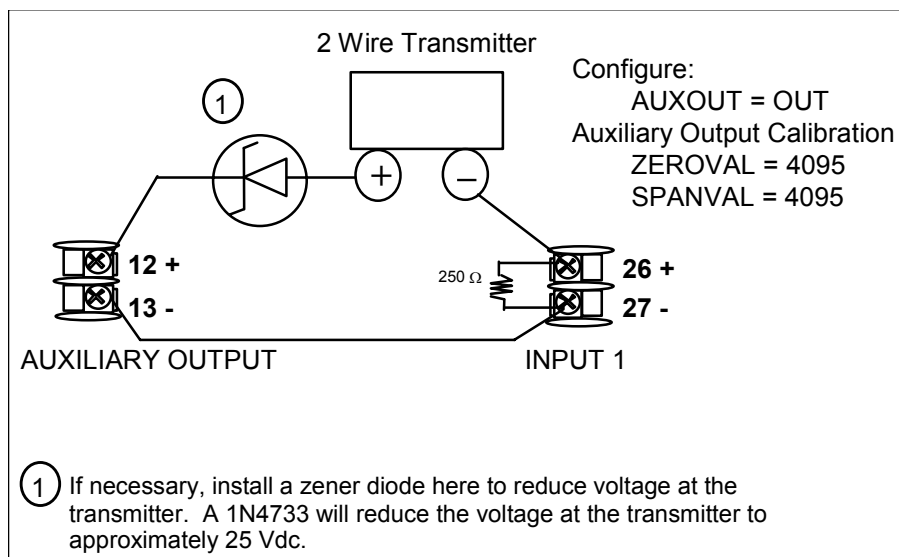 2 Wire Transmitter
Configure:
AUXOUT = OUT
Auxiliary Output Calibration
ZEROVAL = 4095
SPANVAL = 4095
1
+
−
12 +
13 -
250 Ω
26 +
27 -
AUXILIARY OUTPUT
INPUT 1
1 If necessary, install a zener diode here to reduce voltage at the
transmitter. A 1N4733 will reduce the voltage at the transmitter to
approximately 25 Vdc.